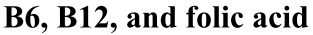 B6, B12, and folic acid